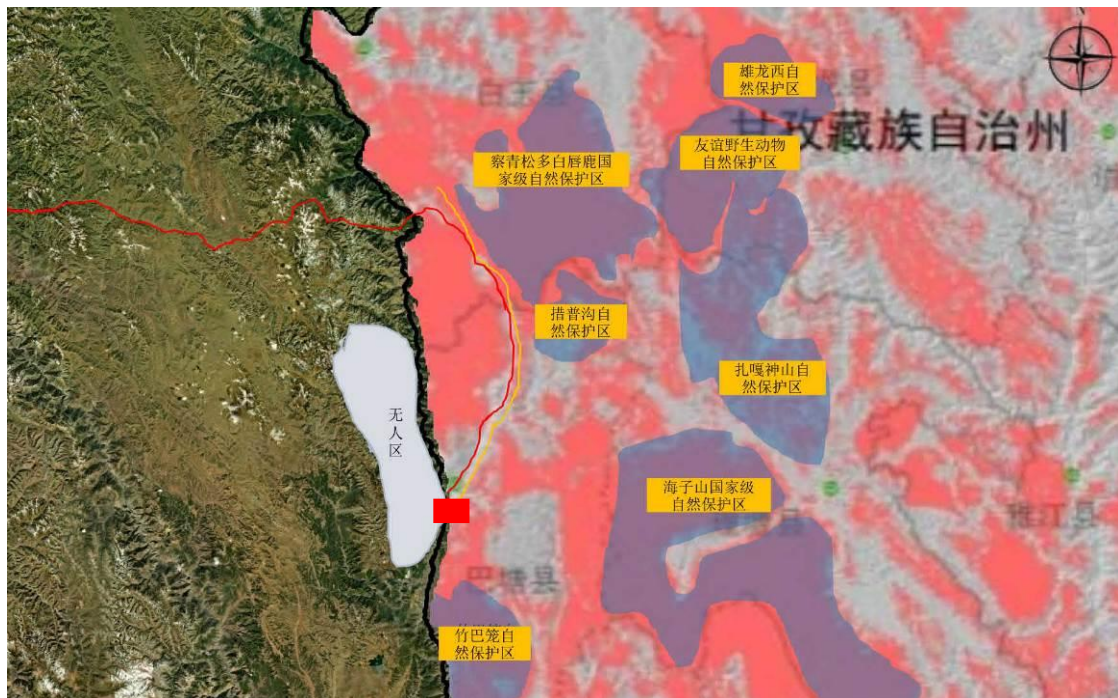 雄龙西自
然保护区
甘孜藏族自治州
友谊野生动物
自然保护区
察青松多白唇鹿国
家级自然保护区
措普沟自
然保护区
扎嘎神山自
然保护区
无
人
区
海子山国家级
自然保护区
雅江县
巴塘县
竹巴笼自
然保护区